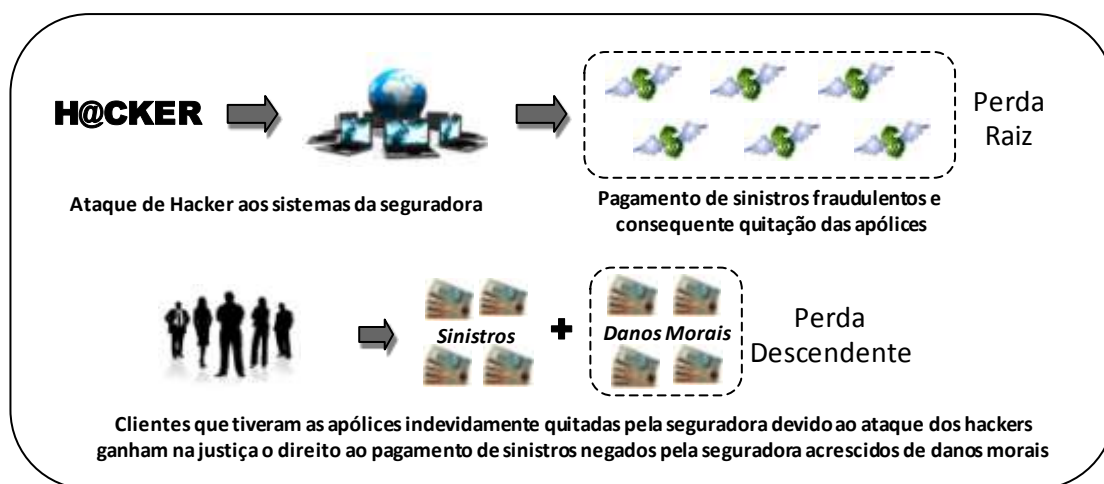 H@CKER
Ataque de Hacker aos sistemas da seguradora
Pagamento de sinistros fraudulentos e
consequente quitação das apólices
Perda
Raiz
Sinistros
+
Danos Morais
Perda
Descendente
Clientes que tiveram as apólices indevidamente quitadas pela seguradora devido ao ataque dos hackers
ganham na justiça o direito ao pagamento de sinistros negados pela seguradora acrescidos de danos morais